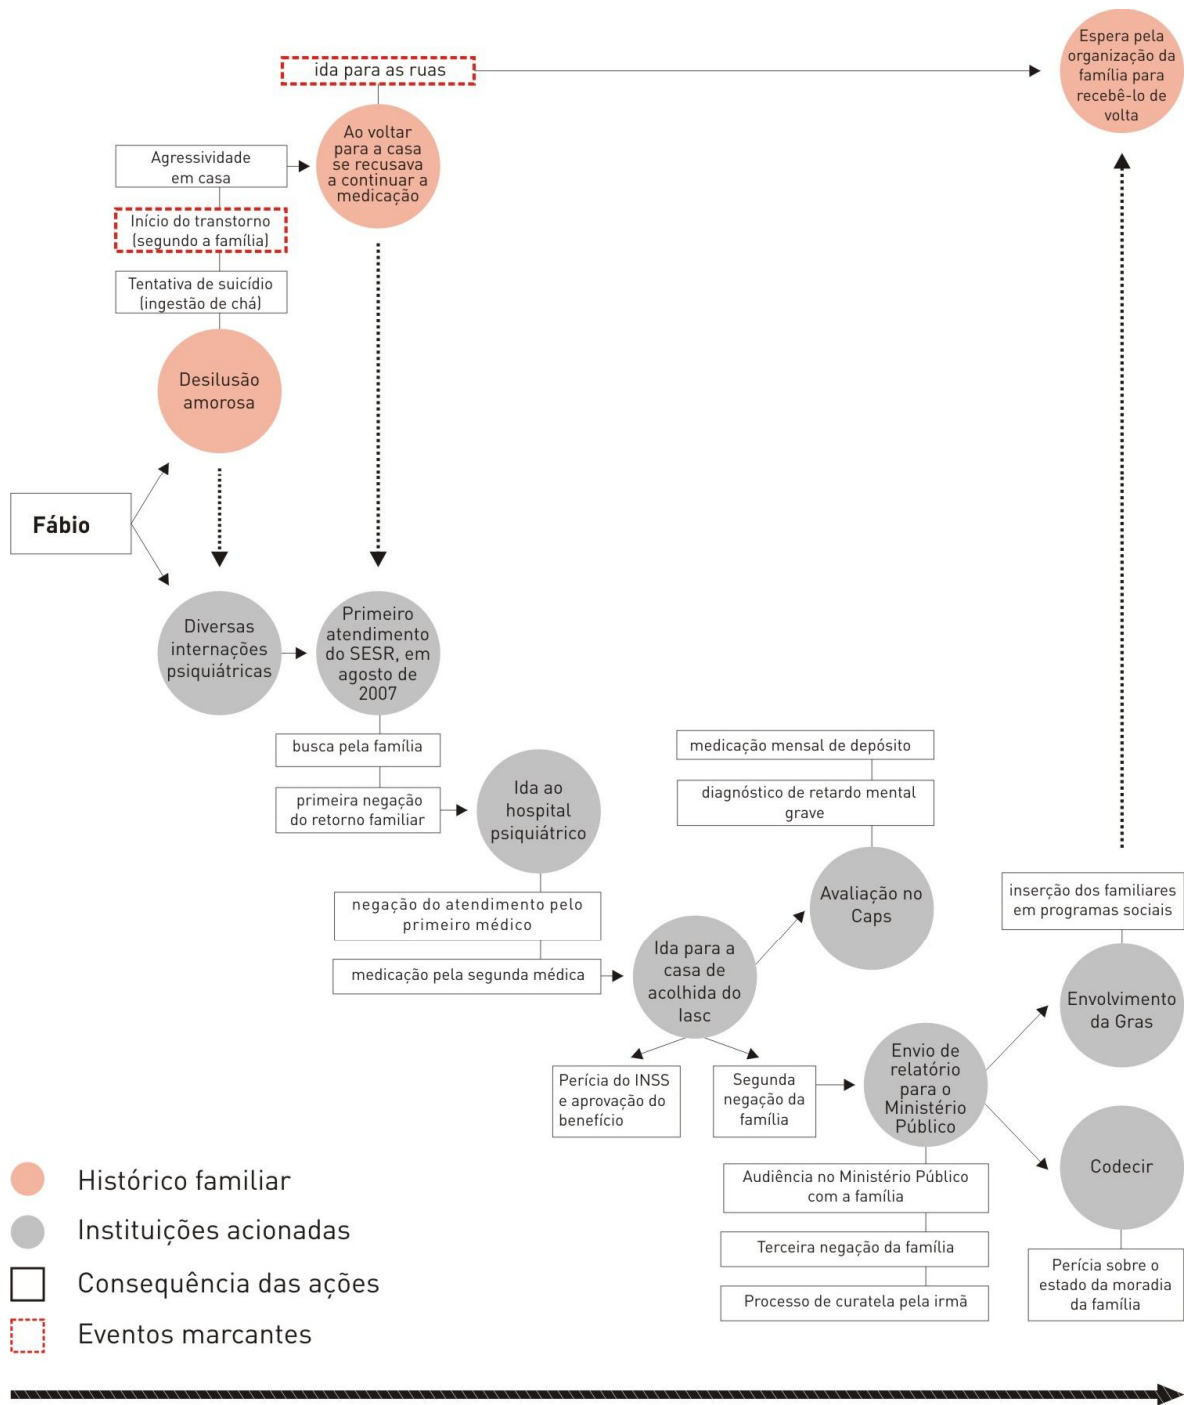 ida para as ruas
Espera pela
organização da
família para
recebê-lo de
volta
Ao voltar
para a casa
se recusava
a continuar a
medicação
Agressividade
em casa
Início do transtorno
(segundo a família)
Tentativa de suicídio
(ingestão de chá)
Desilusão
amorosa
Fábio
Diversas
internações
psiquiátricas
Primeiro
atendimento
do SESR, em
agosto de
2007
busca pela família
primeira negação
do retorno familiar
Ida ao
hospital
psiquiátrico
negação do atendimento pelo
primeiro médico
medicação pela segunda médica
Ida para a
casa de
acolhida do
Iasc
medicação mensal de depósito
diagnóstico de retardo mental
grave
Avaliação no
Caps
Perícia do INSS
e aprovação do
benefício
Segunda
negação da
família
Envio de
relatório
para o
Ministério
Público
inserção dos familiares
em programas sociais
Envolvimento
da Gras
Codecir
Perícia sobre o
estado da moradia
da família
Audiência no Ministério Público
com a família
Terceira negação da família
Processo de curatela pela irmã
Histórico familiar
Instituições acionadas
Consequência das ações
Eventos marcantes